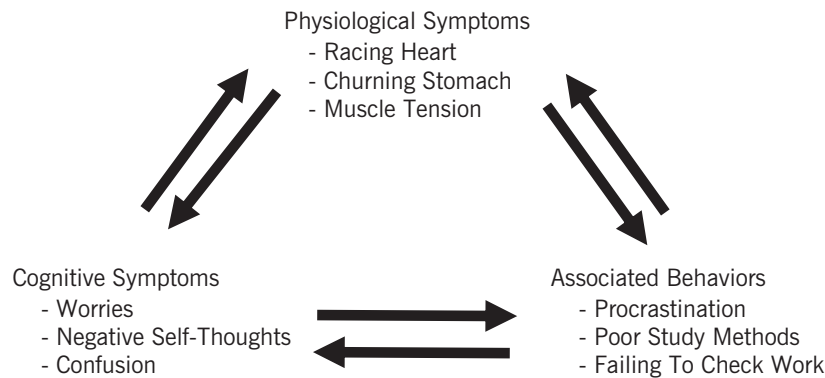 Physiological Symptoms
- Racing Heart
- Churning Stomach
- Muscle Tension
Cognitive Symptoms
- Worries
- Negative Self-Thoughts
- Confusion
Associated Behaviors
- Procrastination
- Poor Study Methods
- Failing To Check Work